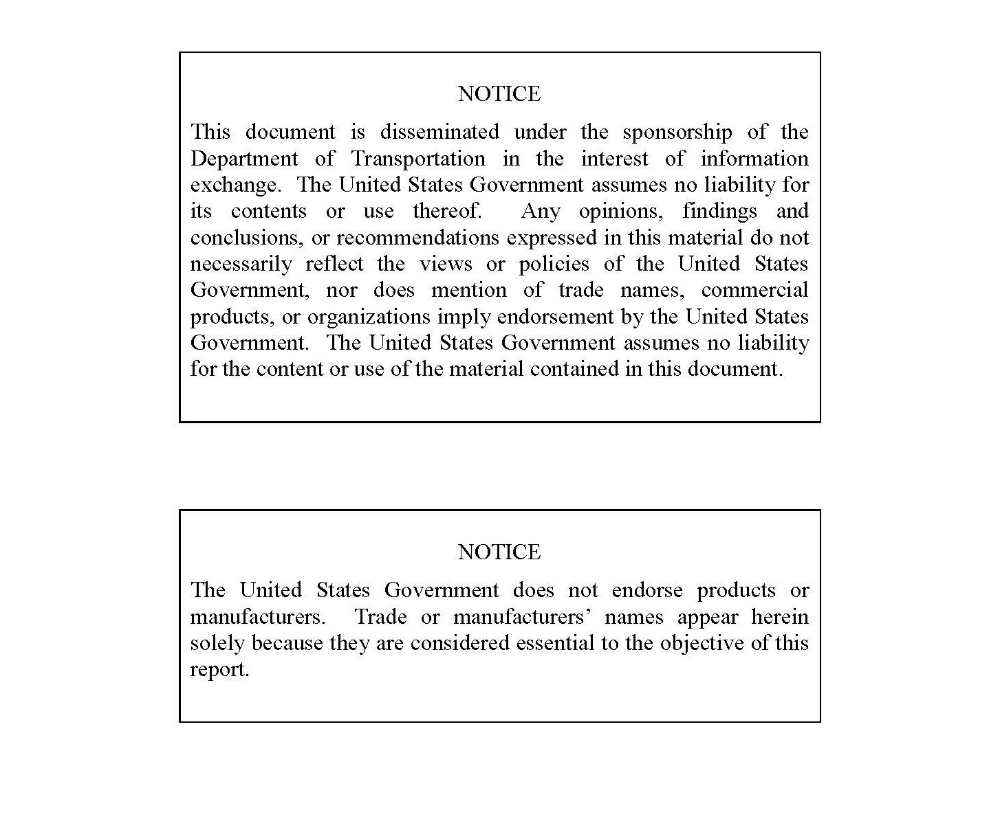 NOTICE
This document is disseminated under the sponsorship of the
Department of Transportation in the interest of information
exchange. The United States Government assumes no liability for
its contents or use thereof. Any opinions, findings and
conclusions, or recommendations expressed in this material do not
necessarily reflect the views or policies of the United States
Government, nor does mention of trade names, commercial
products, or organizations imply endorsement by the United States
Government. The United States Government assumes no liability
for the content or use of the material contained in this document.
NOTICE
The United States Government does not endorse products or
manufacturers. Trade or manufacturers’ names appear herein
solely because they are considered essential to the objective of this
report.